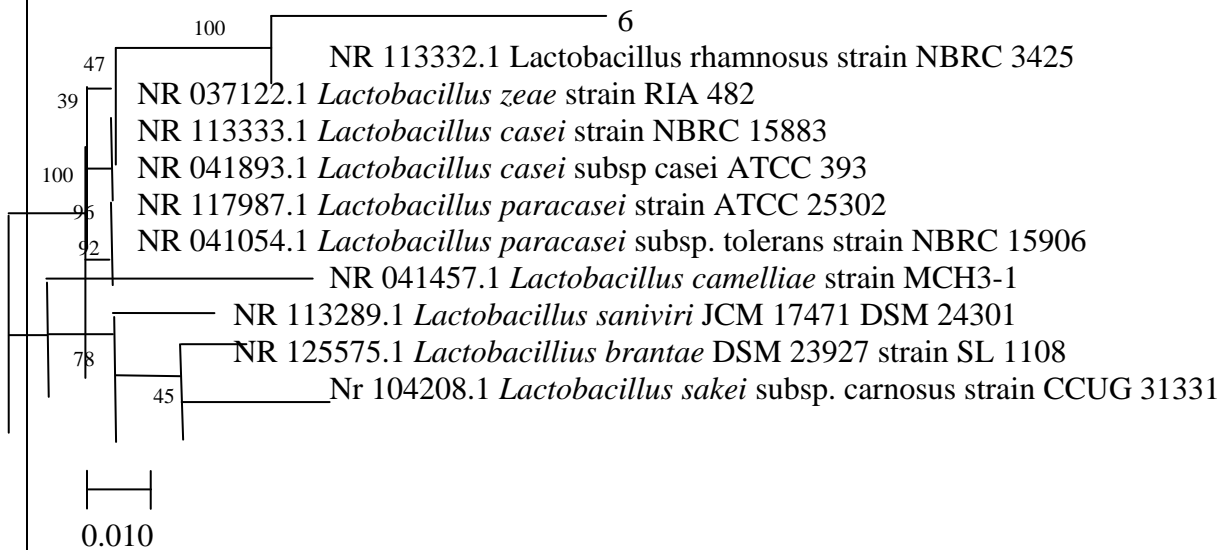 6
100
NR 113332.1 Lactobacillus rhamnosus strain NBRC 3425
47
NR 037122.1 Lactobacillus zeae strain RIA 482
39
NR 113333.1 Lactobacillus casei strain NBRC 15883
NR 041893.1 Lactobacillus casei subsp casei ATCC 393
100
NR 117987.1 Lactobacillus paracasei strain ATCC 25302
96
NR 041054.1 Lactobacillus paracasei subsp. tolerans strain NBRC 15906
92
NR 041457.1 Lactobacillus camelliae strain MCH3-1
NR 113289.1 Lactobacillus saniviri JCM 17471 DSM 24301
78
NR 125575.1 Lactobacillius brantae DSM 23927 strain SL 1108
Nr 104208.1 Lactobacillus sakei subsp. carnosus strain CCUG 31331
45
0.010